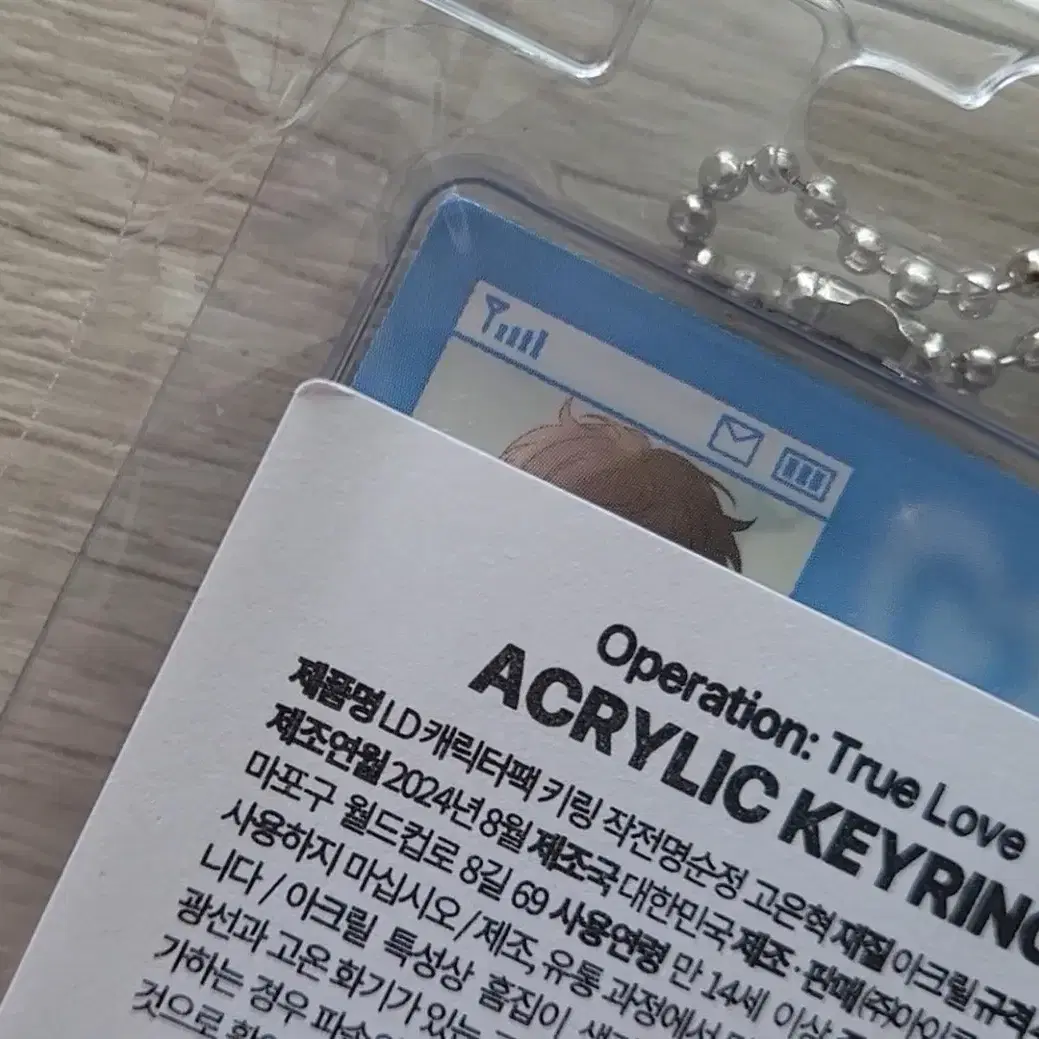 Operation: True Love
ACRYLIC KEYRING
제품명 LD 캐릭터팩 키링 작전명순정 고은혁 재질 아크릴 규격
제조연월 2024년 8월 제조국 대한민국 제조·판매 (주)아이
마포구 월드컵로 8길 69 사용연령 만 14세 이상
사용하지 마십시오 / 제조, 유통 과정에서
니다 / 아크릴 특성상 흠집이
광선과 고온 화기가 있는
가하는 경우
것으로